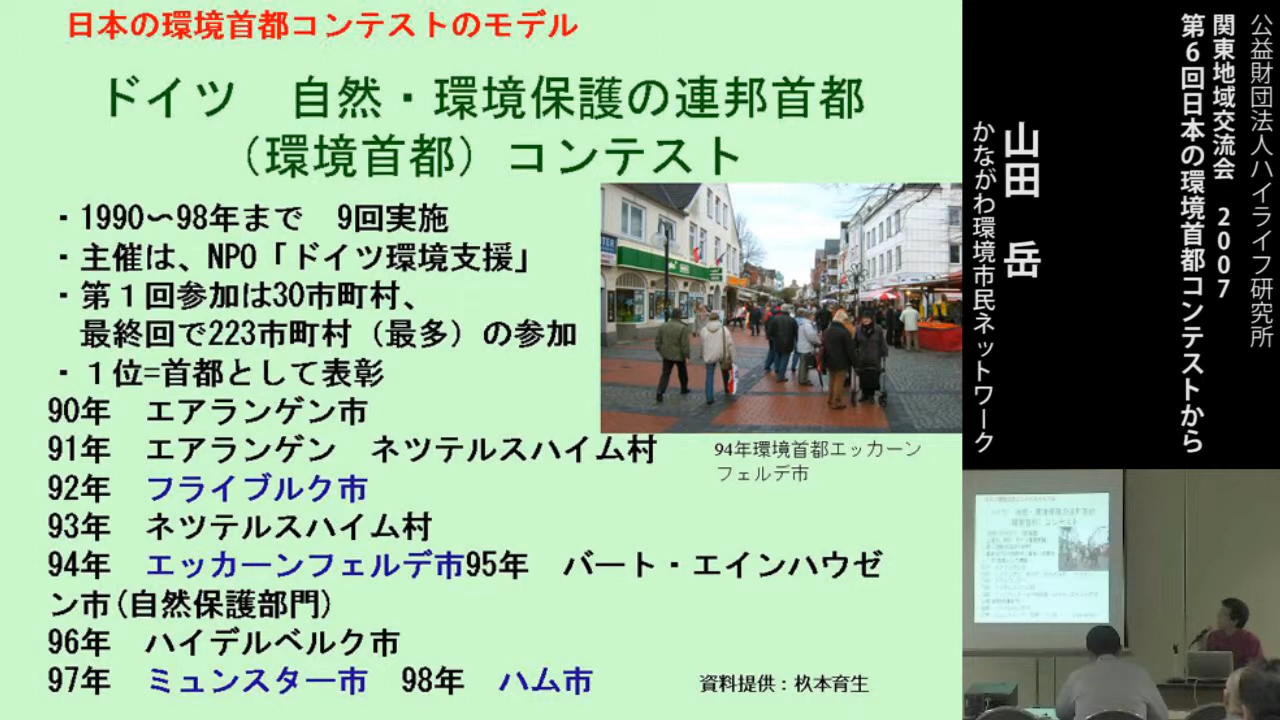 日本の環境首都コンテストのモデル
ドイツ　自然・環境保護の連邦首都
（環境首都）コンテスト
・1990〜98年まで　9回実施
・主催は、NPO「ドイツ環境支援」
・第１回参加は30市町村、
最終回で223市町村（最多）の参加
・１位=首都として表彰
90年　エアランゲン市
91年　エアランゲン　ネツテルスハイム村
92年　フライブルク市
93年　ネツテルスハイム村
94年　エッカーンフェルデ市95年　バート・エインハウゼ
ン市(自然保護部門)
96年　ハイデルベルク市
97年　ミュンスター市　98年　ハム市
94年環境首都エッカーン
フェルデ市
資料提供：杦本育生
公益財団法人ハイライフ研究所
関東地域交流会　2007
第６回日本の環境首都コンテストから
山田　岳
かながわ環境市民ネットワーク